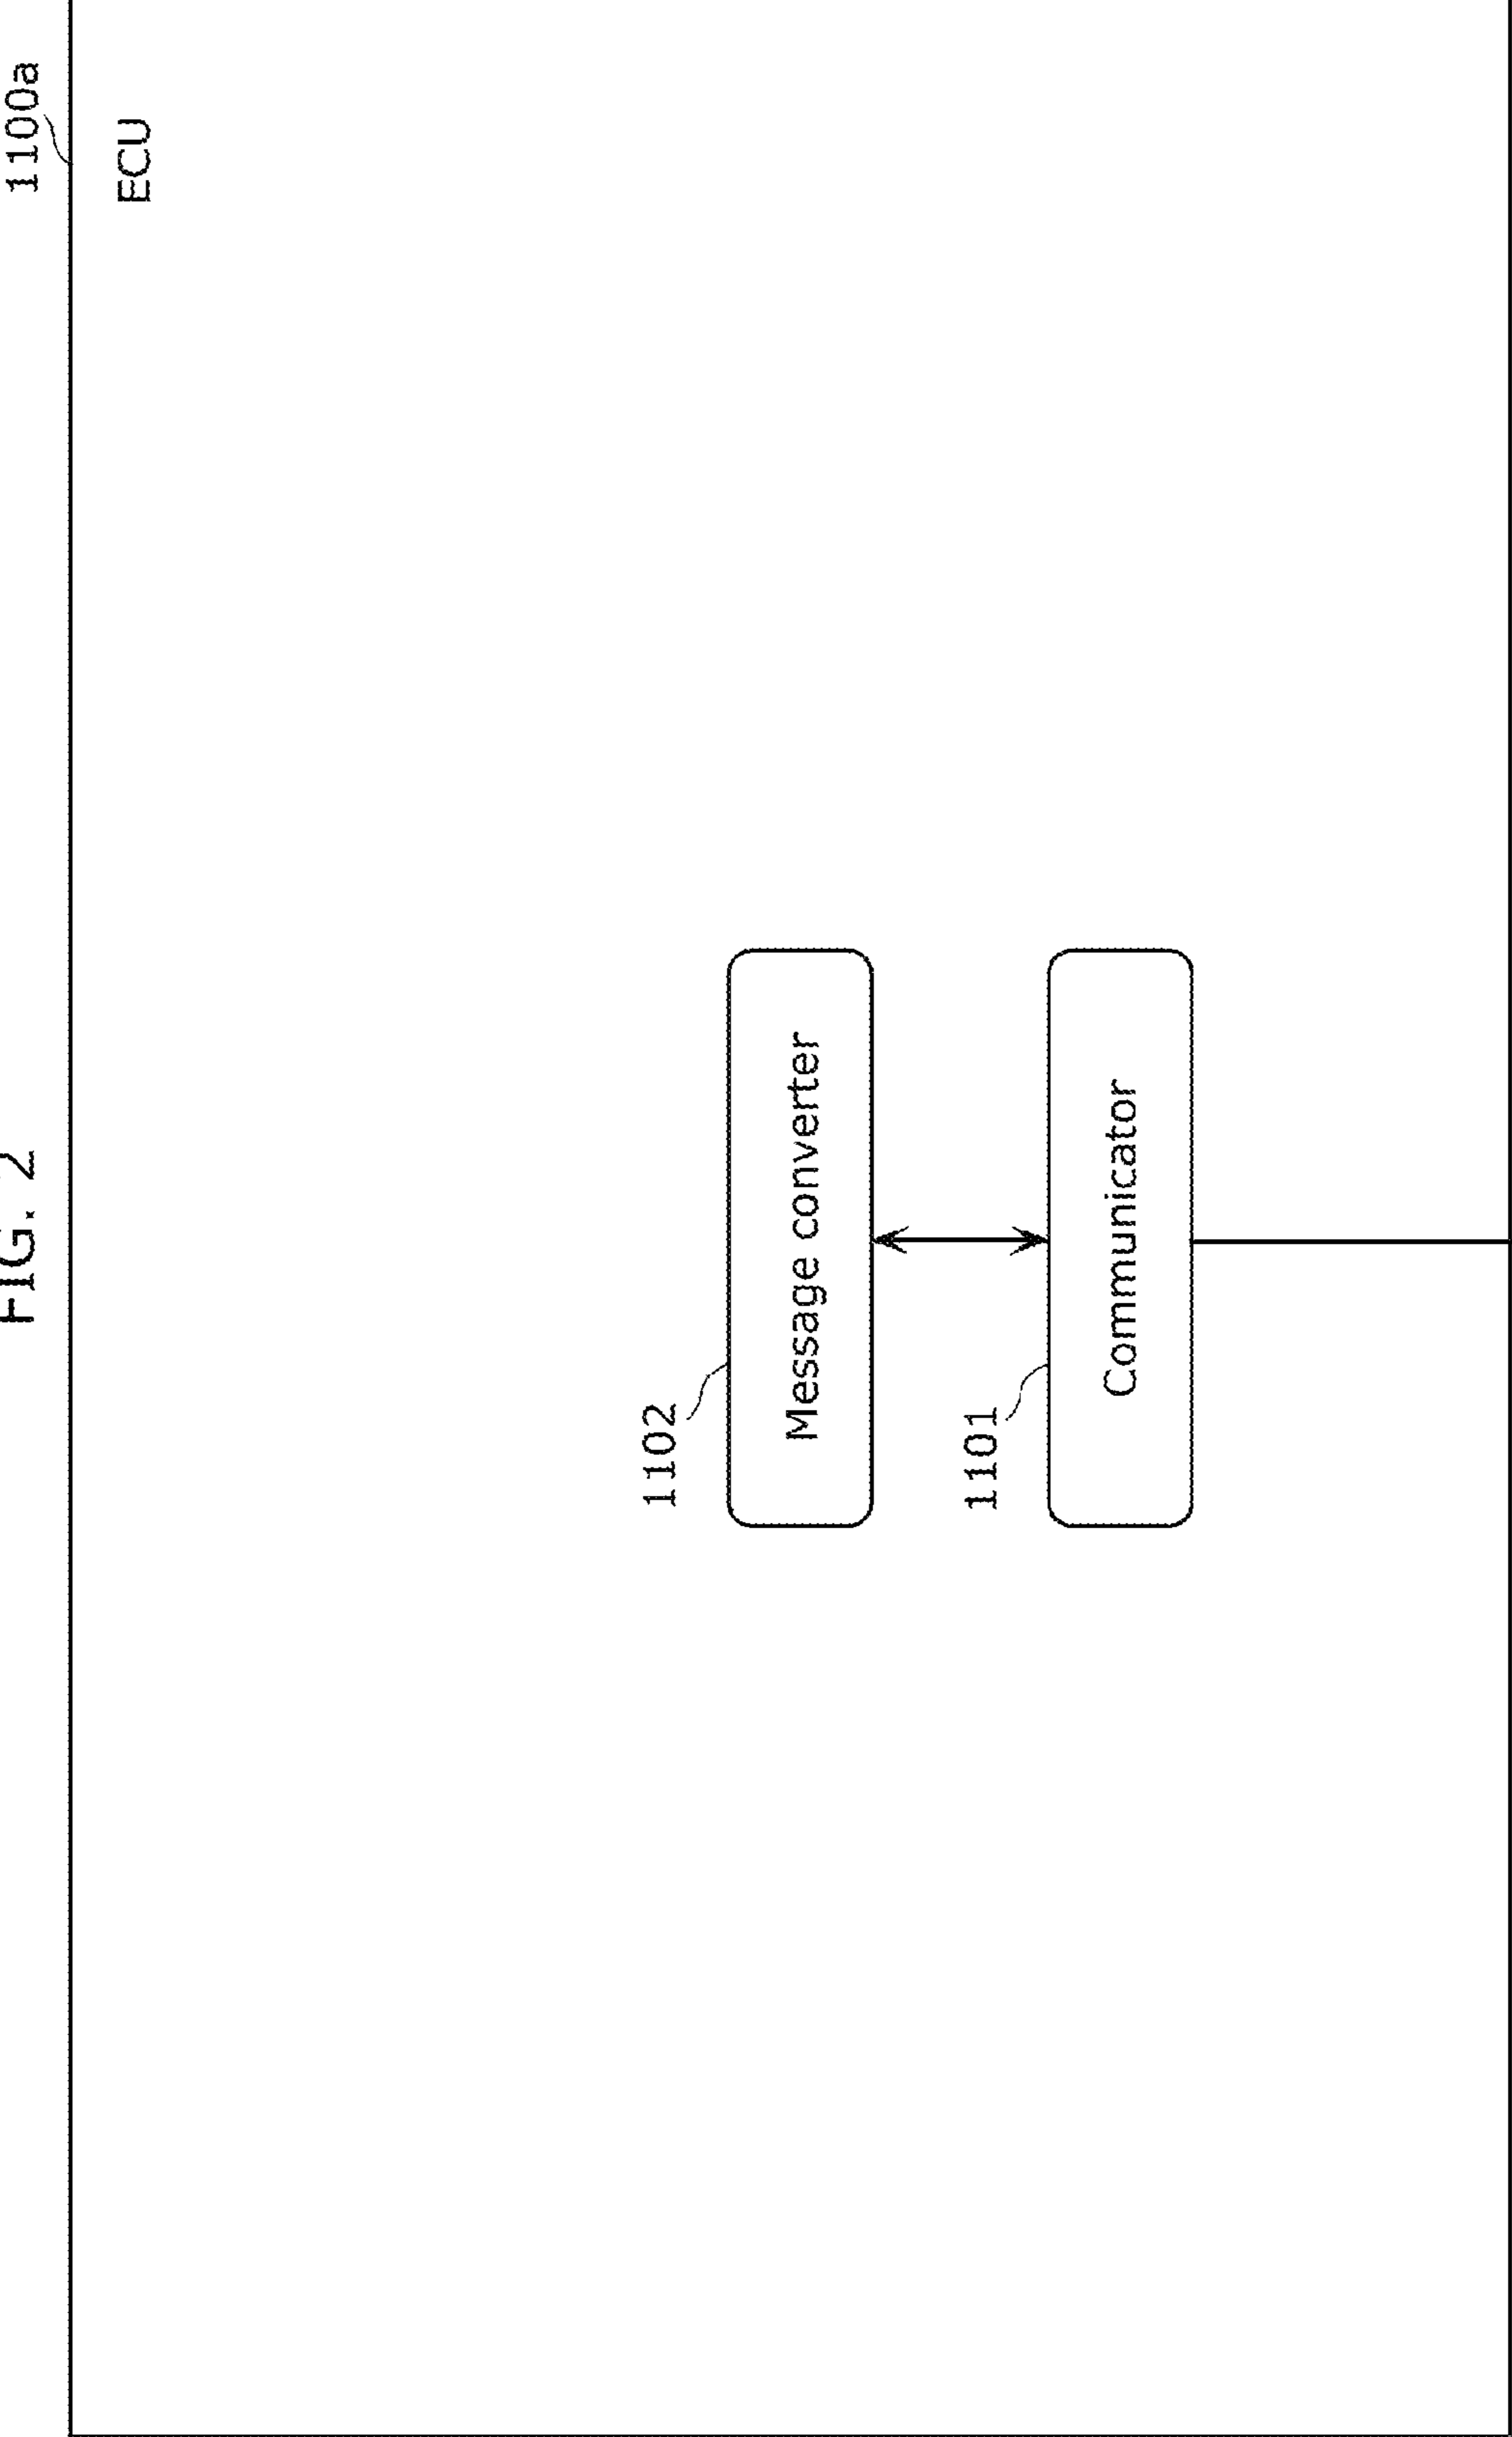 FIG. 2
1100a
ECU
1102
Message converter
1101
Communicator